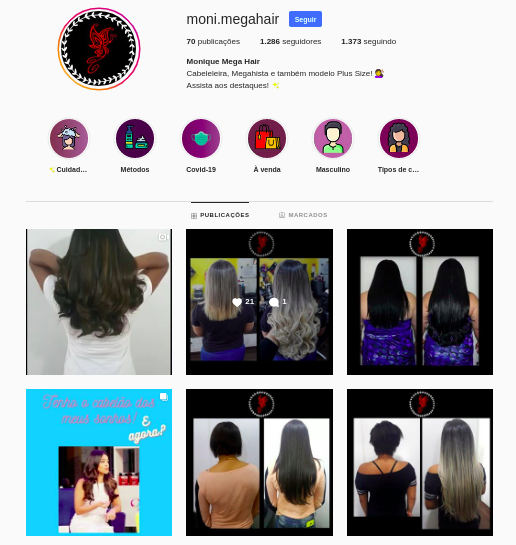 moni.megahair Seguir
70 publicações 1.286 seguidores 1.373 seguindo
Monique Mega Hair
Cabeleleira, Megahista e também modelo Plus Size!
Assista aos destaques!
Cuidad... Métodos Covid-19 À venda Masculino Tipos de c...
PUBLICAÇÕES MARCADOS
21 1
Tenho o cabelo dos
meus sonhos! E
agora?